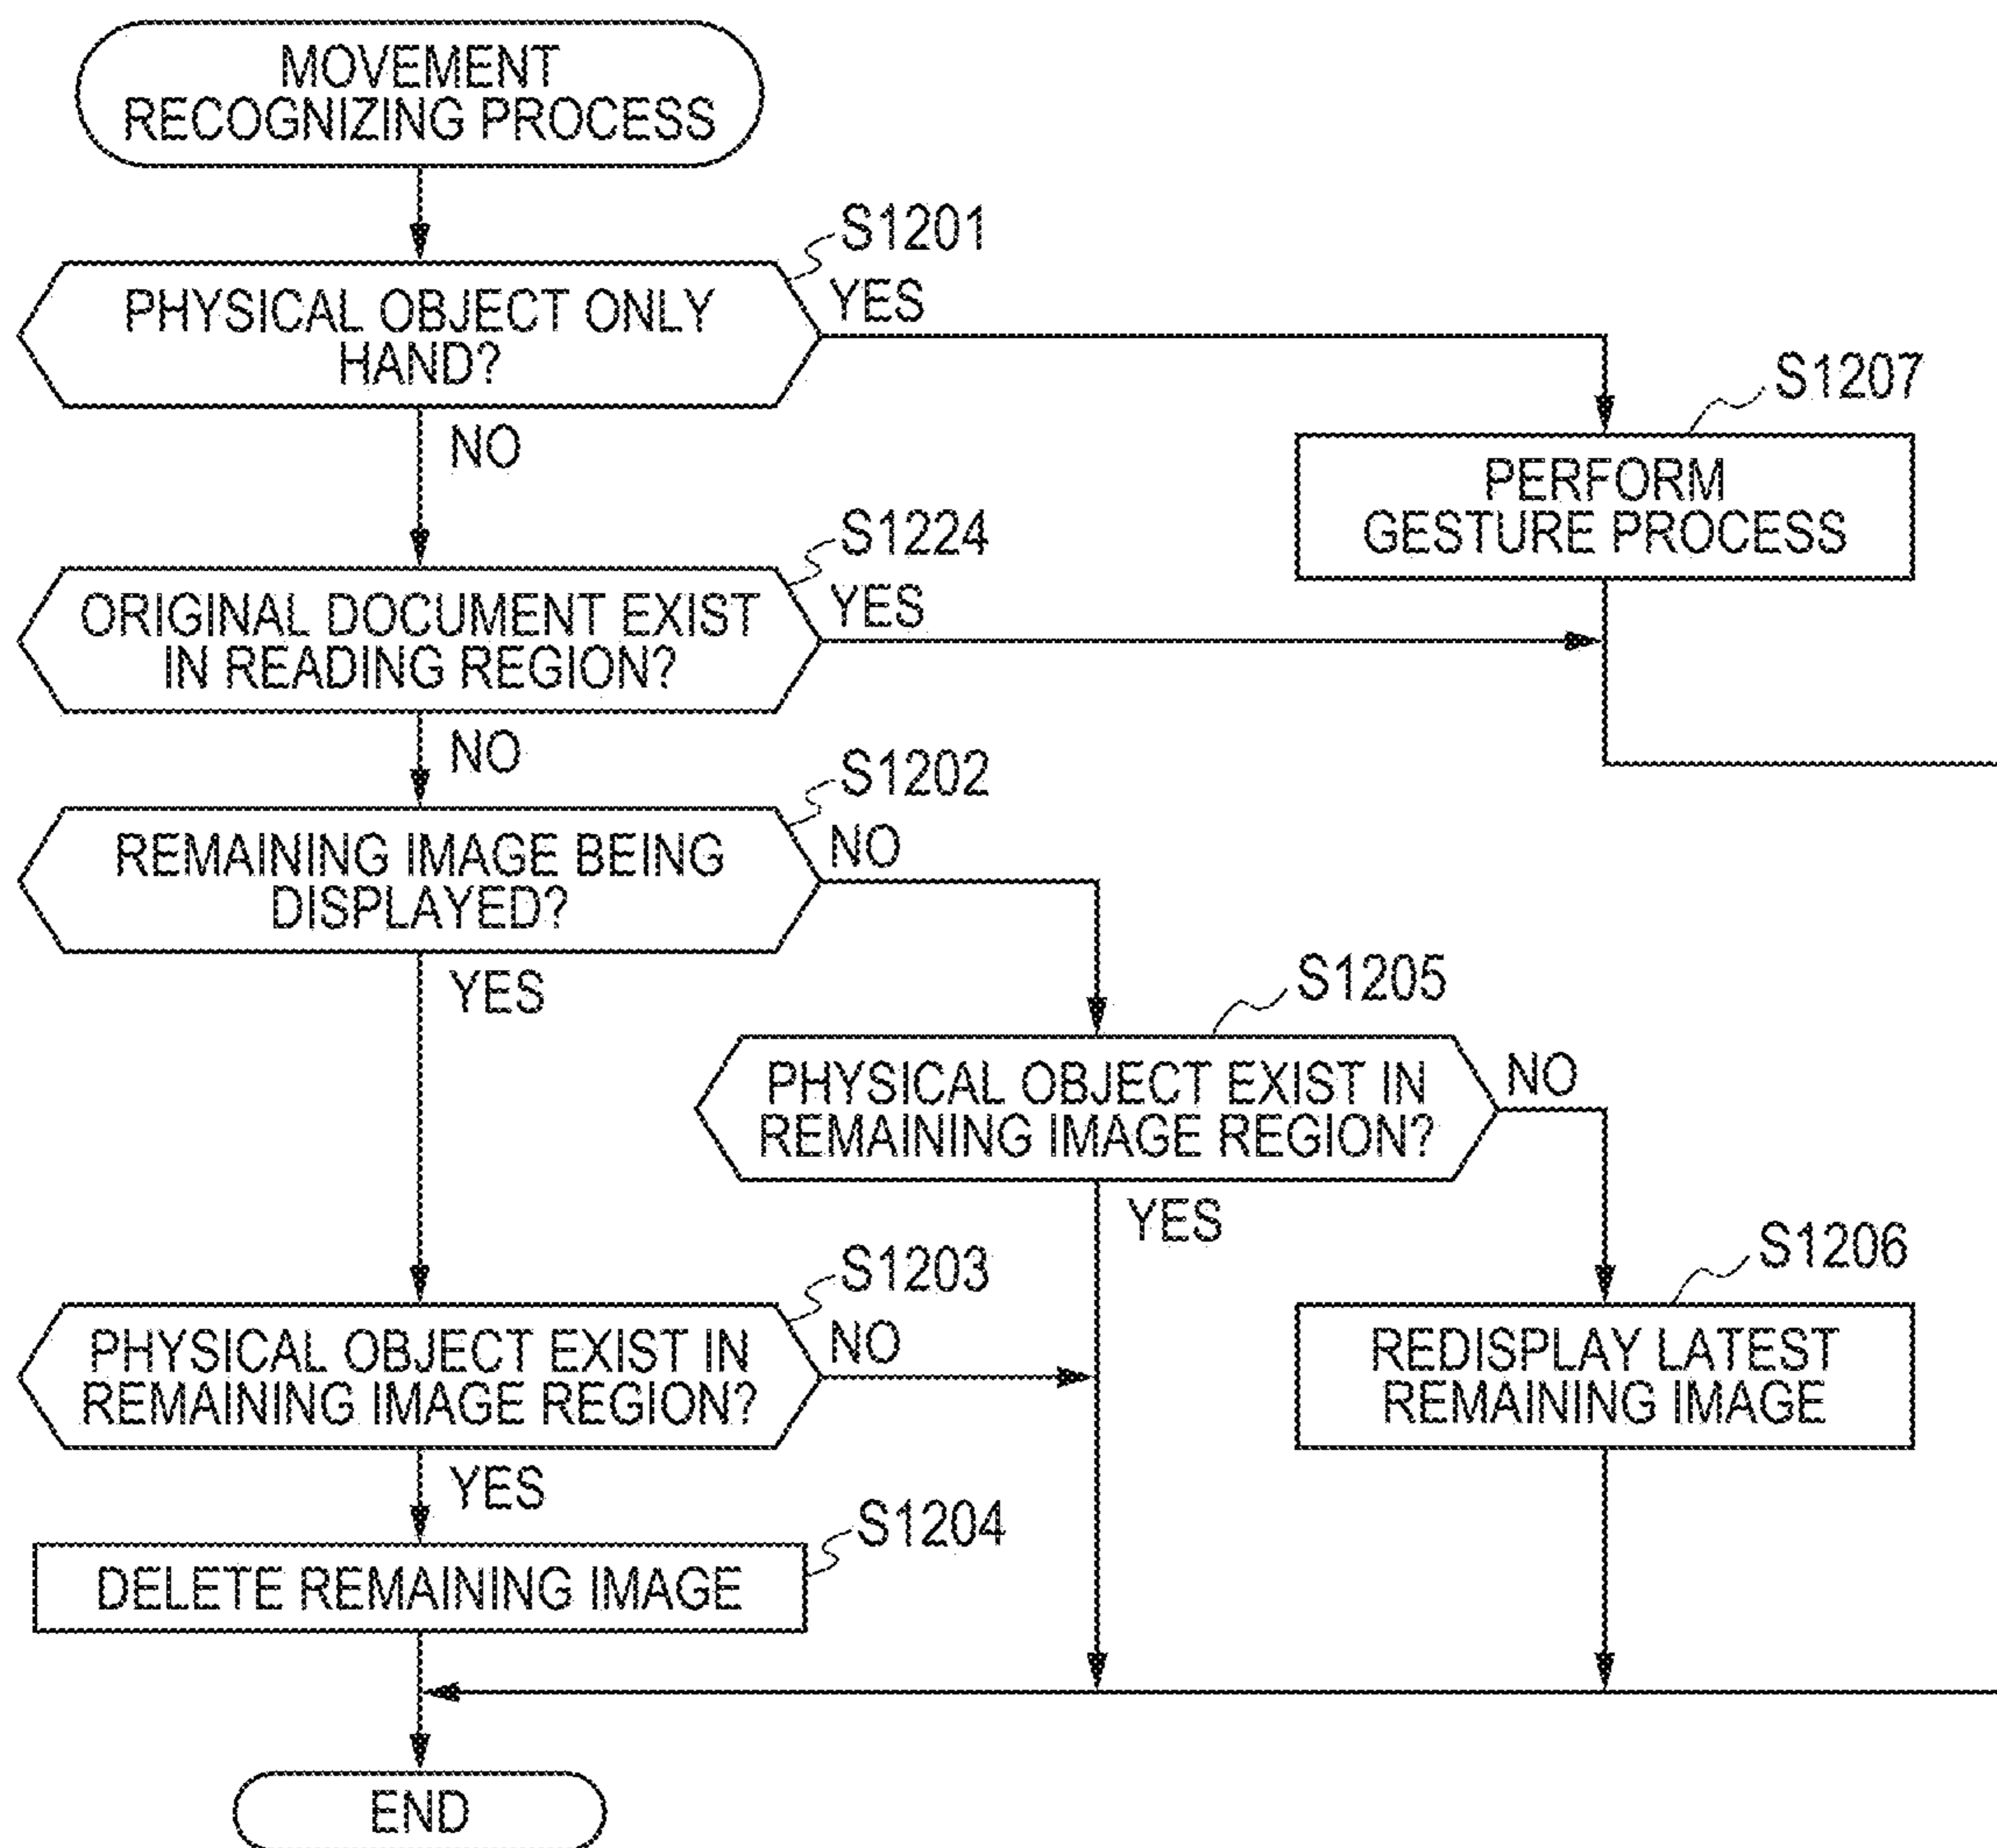 MOVEMENT
RECOGNIZING PROCESS
S1201
PHYSICAL OBJECT ONLY
HAND?
YES
NO
S1207
PERFORM
GESTURE PROCESS
S1224
ORIGINAL DOCUMENT EXIST
IN READING REGION?
YES
NO
S1202
REMAINING IMAGE BEING
DISPLAYED?
NO
YES
S1205
PHYSICAL OBJECT EXIST IN
REMAINING IMAGE REGION?
NO
YES
S1206
REDISPLAY LATEST
REMAINING IMAGE
S1203
PHYSICAL OBJECT EXIST IN
REMAINING IMAGE REGION?
NO
YES
S1204
DELETE REMAINING IMAGE
END